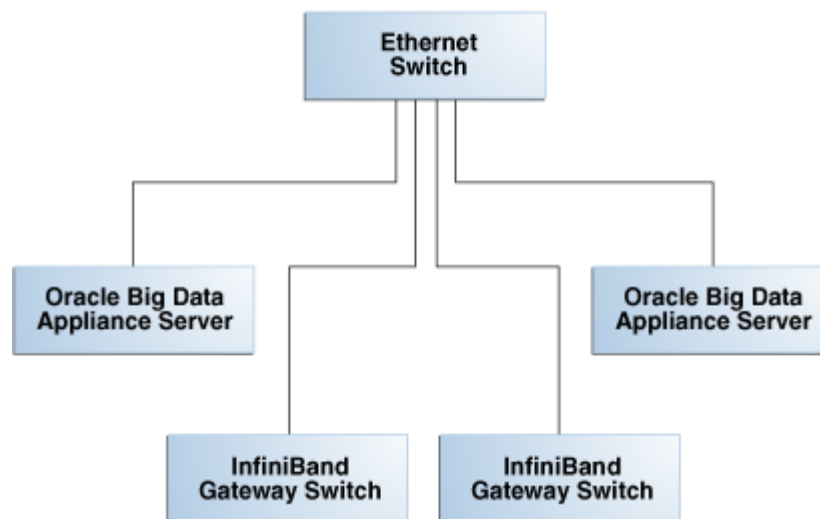 Ethernet
Switch
Oracle Big Data
Appliance Server
Oracle Big Data
Appliance Server
InfiniBand
Gateway Switch
InfiniBand
Gateway Switch